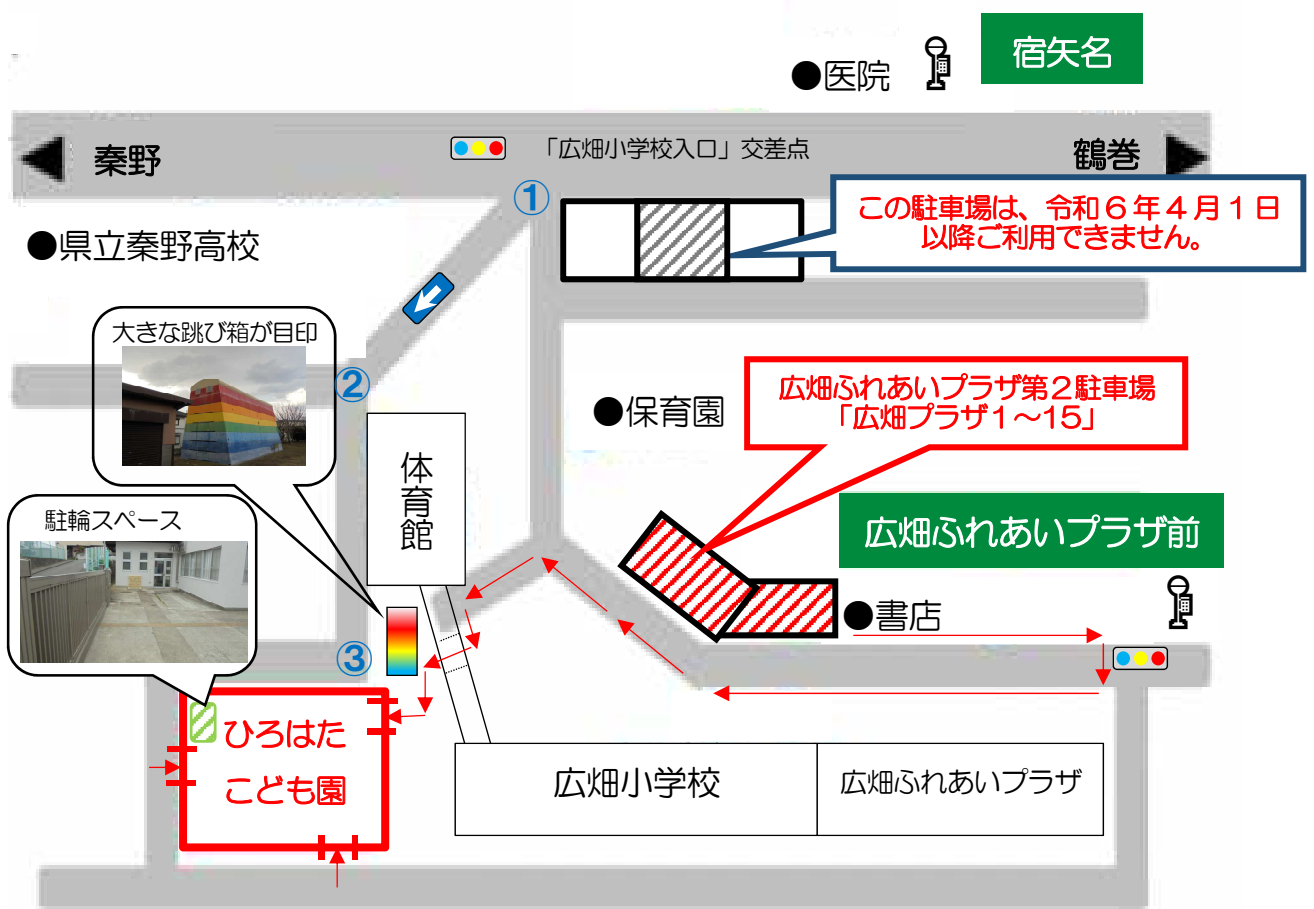 宿矢名
●医院
秦野
「広畑小学校入口」交差点
鶴巻
①
この駐車場は、令和６年４月１日
以降ご利用できません。
●県立秦野高校
大きな跳び箱が目印
②
広畑ふれあいプラザ第２駐車場
「広畑プラザ１～15」
●保育園
体育館
駐輪スペース
広畑ふれあいプラザ前
●書店
③
ひろはた
こども園
広畑小学校
広畑ふれあいプラザ